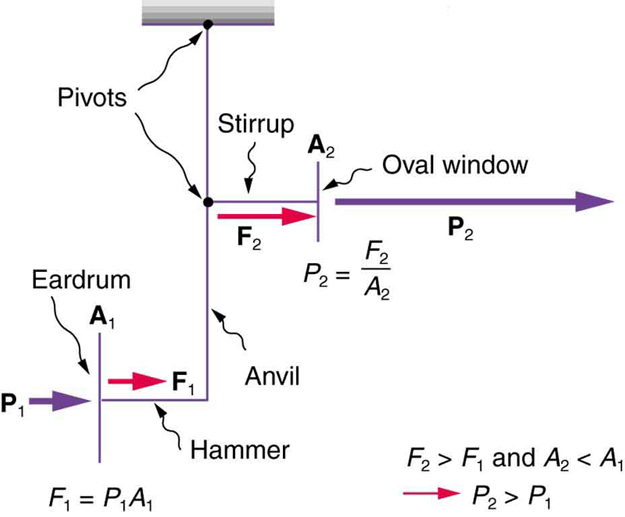 Pivots
Stirrup
A₂
Oval window
F₂
P₂
P₂ = F₂/A₂
Eardrum
A₁
F₁
Anvil
P₁
Hammer
F₂ > F₁ and A₂ < A₁
→ P₂ > P₁
F₁ = P₁A₁